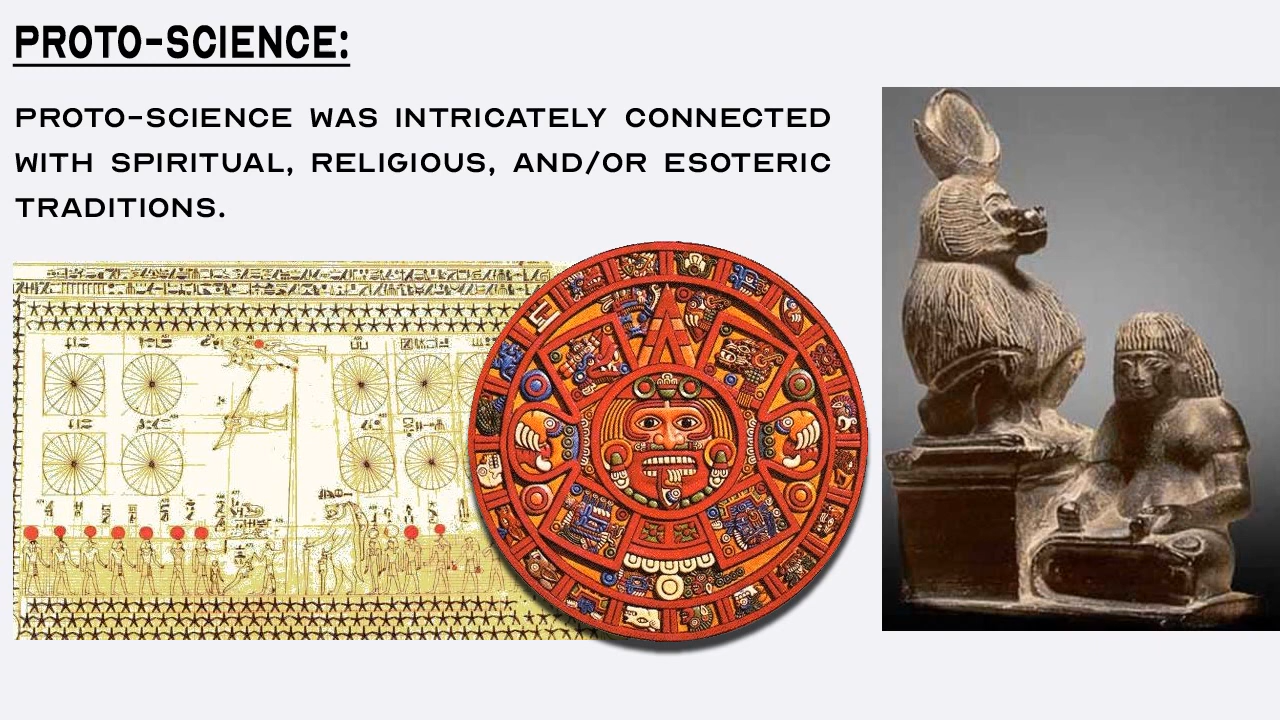 PROTO-SCIENCE:
PROTO-SCIENCE WAS INTRICATELY CONNECTED
WITH SPIRITUAL, RELIGIOUS, AND/OR ESOTERIC
TRADITIONS.